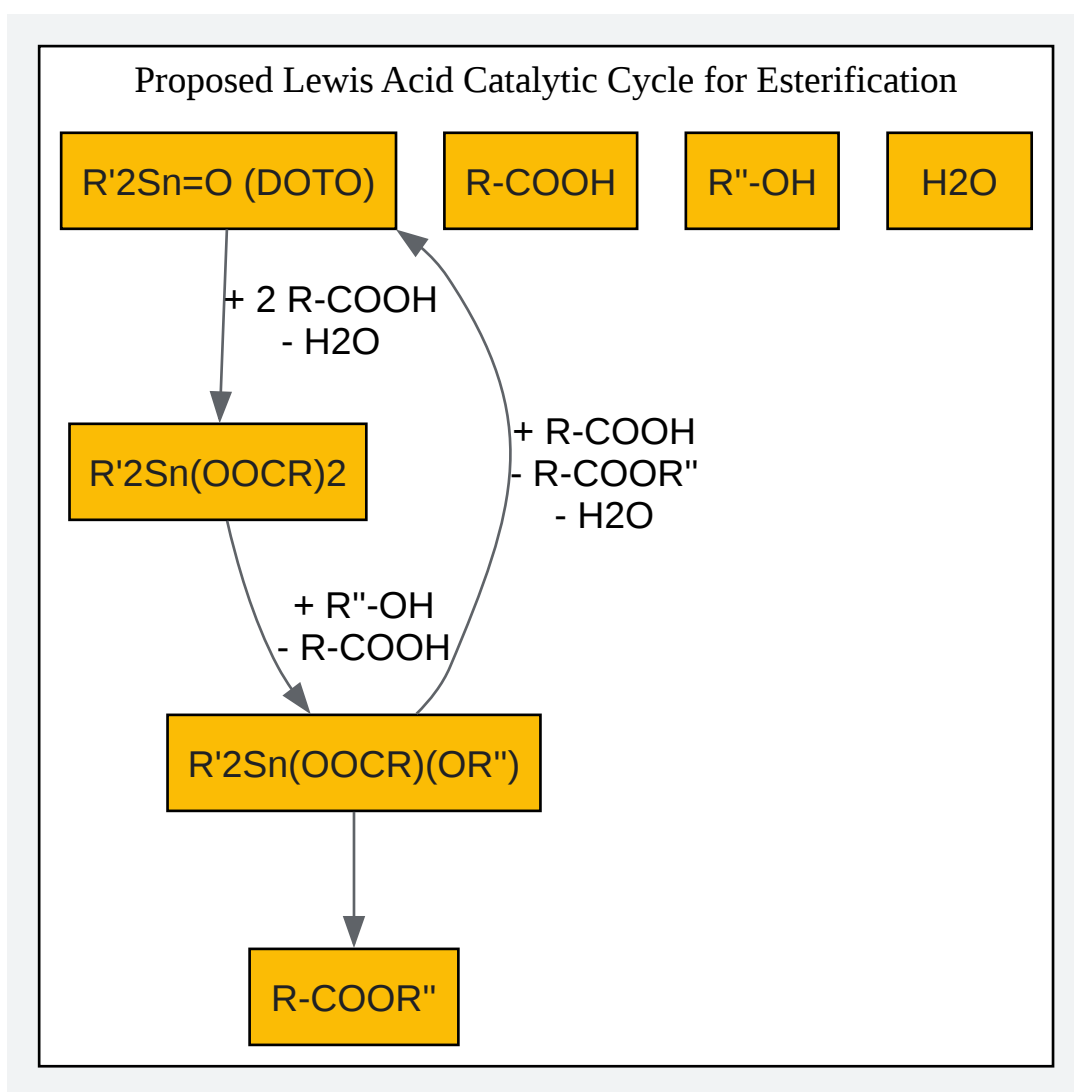 Proposed Lewis Acid Catalytic Cycle for Esterification
R'2Sn=O (DOTO)
R-COOH
R"-OH
H2O
+ 2 R-COOH
- H2O
R'2Sn(OOCR)2
+ R-COOH
- R-COOR"
- H2O
+ R"-OH
- R-COOH
R'2Sn(OOCR)(OR")
R-COOR"